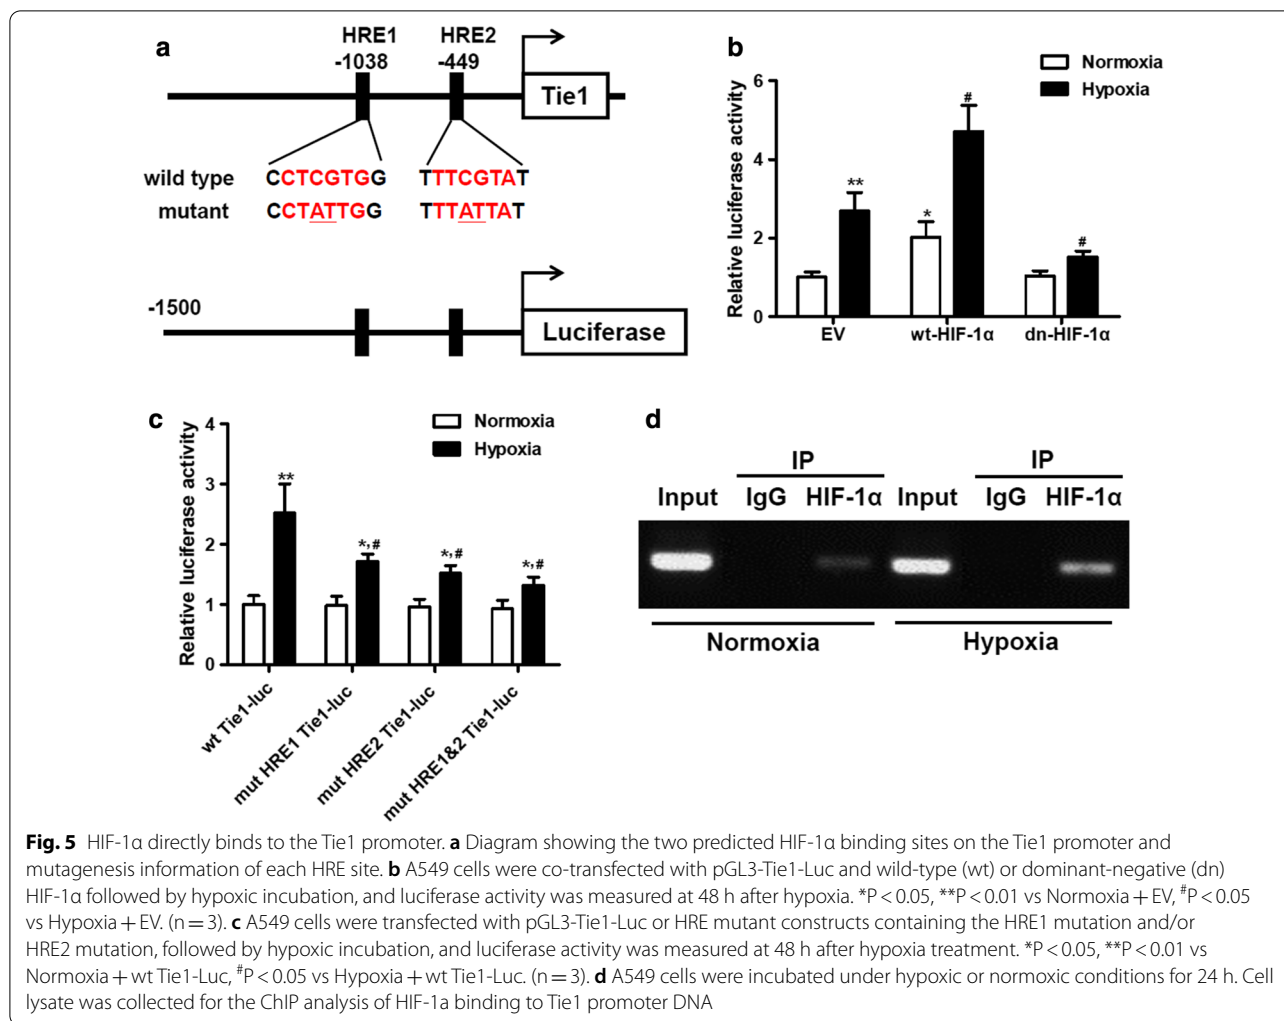 a
HRE1 HRE2
-1038 -449
Tie1
wild type CCTCGTGG TTTCGTAT
mutant CCTATTGG TTTATTAT
-1500
Luciferase
b
Normoxia
Hypoxia
Relative luciferase activity
6
4
2
0
**
*
#
#
EV wt-HIF-1α dn-HIF-1α
c
Normoxia
Hypoxia
Relative luciferase activity
4
3
2
1
0
**
*,#
*,#
*,#
wt Tie1-luc
mut HRE1 Tie1-luc
mut HRE2 Tie1-luc
mut HRE1&2 Tie1-luc
d
IP IP
Input IgG HIF-1α Input IgG HIF-1α
Normoxia Hypoxia
Fig. 5 HIF-1α directly binds to the Tie1 promoter. a Diagram showing the two predicted HIF-1α binding sites on the Tie1 promoter and
mutagenesis information of each HRE site. b A549 cells were co-transfected with pGL3-Tie1-Luc and wild-type (wt) or dominant-negative (dn)
HIF-1α followed by hypoxic incubation, and luciferase activity was measured at 48 h after hypoxia. *P < 0.05, **P < 0.01 vs Normoxia + EV, #P < 0.05
vs Hypoxia + EV. (n = 3). c A549 cells were transfected with pGL3-Tie1-Luc or HRE mutant constructs containing the HRE1 mutation and/or
HRE2 mutation, followed by hypoxic incubation, and luciferase activity was measured at 48 h after hypoxia treatment. *P < 0.05, **P < 0.01 vs
Normoxia + wt Tie1-Luc, #P < 0.05 vs Hypoxia + wt Tie1-Luc. (n = 3). d A549 cells were incubated under hypoxic or normoxic conditions for 24 h. Cell
lysate was collected for the ChIP analysis of HIF-1a binding to Tie1 promoter DNA